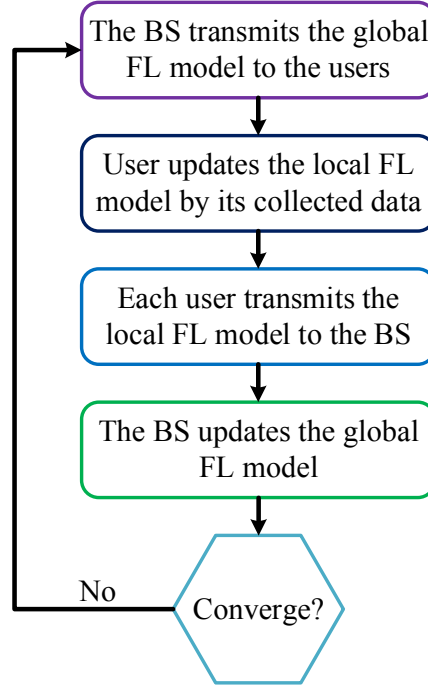 The BS transmits the global
FL model to the users
User updates the local FL
model by its collected data
Each user transmits the
local FL model to the BS
The BS updates the global
FL model
No
Converge?